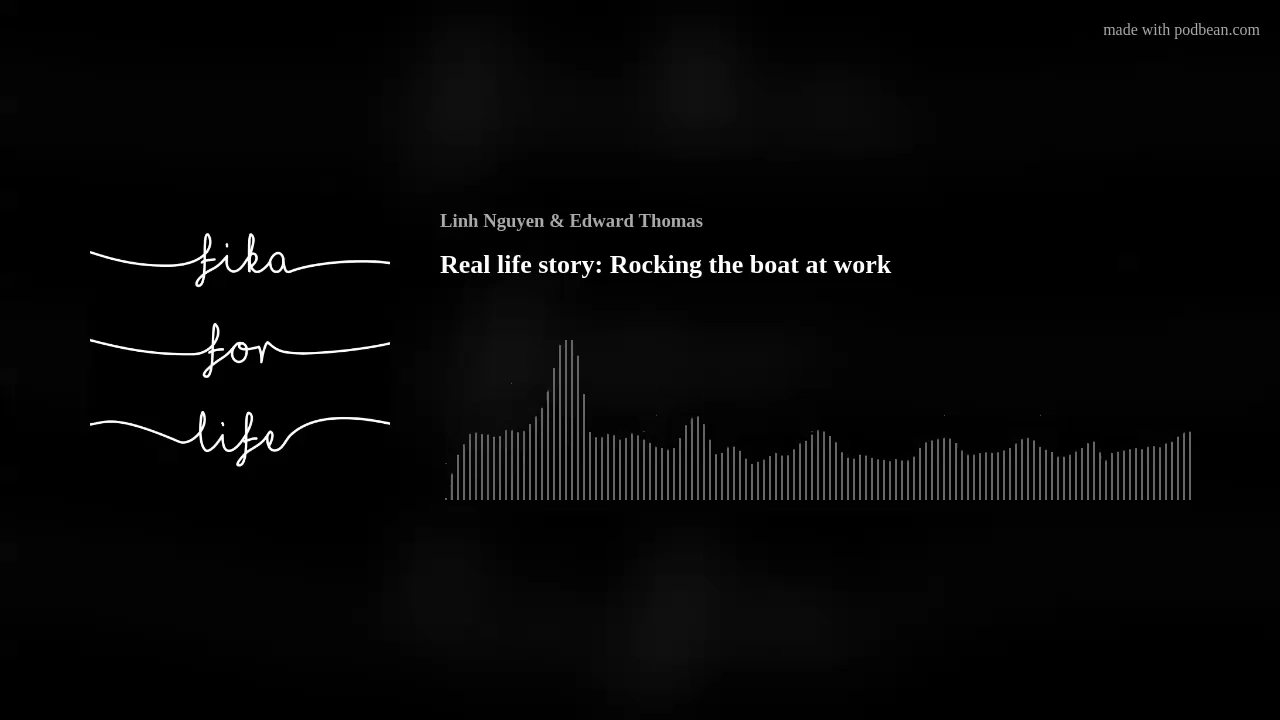 made with podbean.com
fika
for
life
Linh Nguyen & Edward Thomas
Real life story: Rocking the boat at work